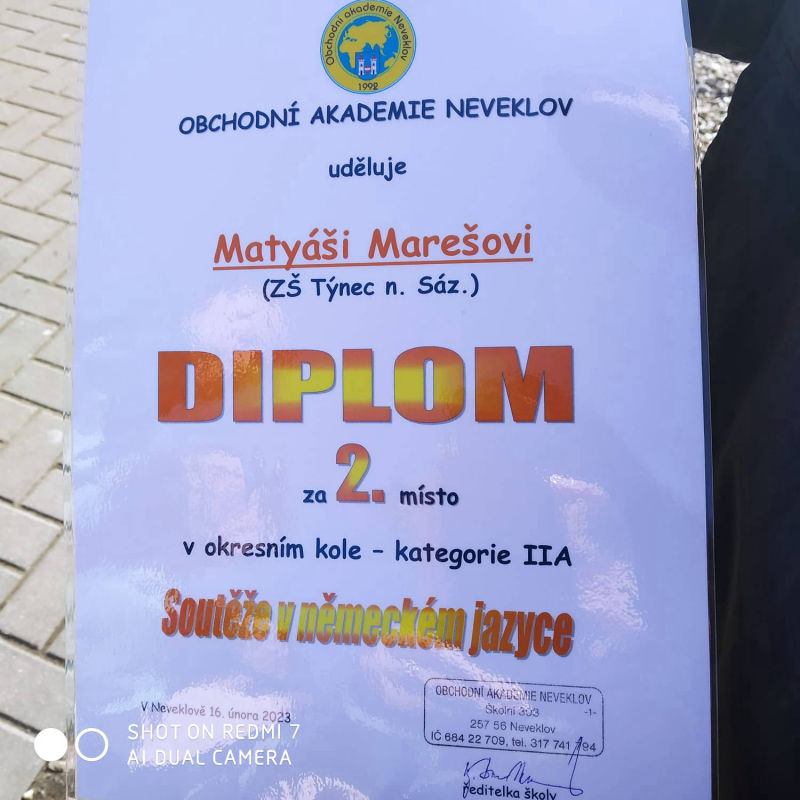 Obchodní akademie Neveklov
1992
OBCHODNÍ AKADEMIE NEVEKLOV
uděluje
Matyáši Marešovi
(ZŠ Týnec n. Sáz.)
DIPLOM
za 2. místo
v okresním kole – kategorie IIA
Soutěže v německém jazyce
V Neveklově 16. února 2023
OBCHODNÍ AKADEMIE NEVEKLOV
Školní 303 -1-
257 56 Neveklov
IČ 684 22 709, tel. 317 741 794
ředitelka školy
SHOT ON REDMI 7
AI DUAL CAMERA